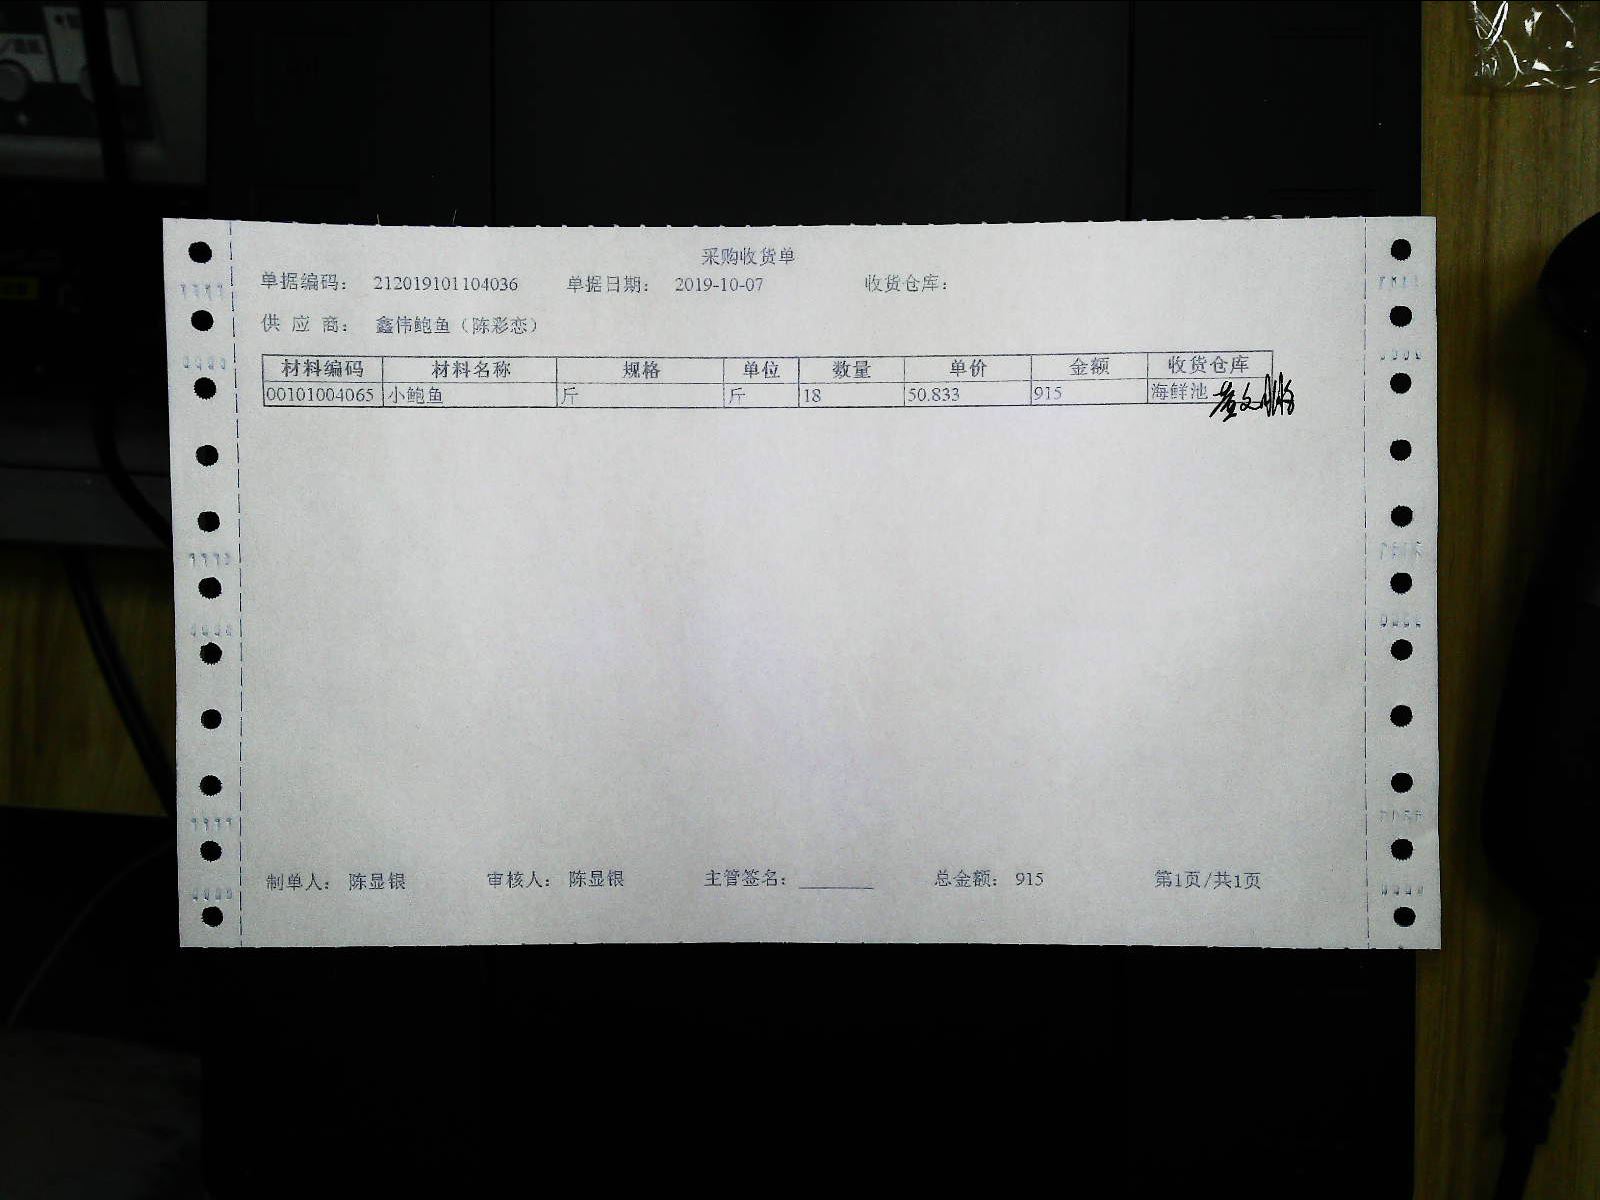 采购收货单
单据编码： 212019101104036 单据日期： 2019-10-07 收货仓库：
供 应 商： 鑫伟鲍鱼（陈彩恋）
材料编码 材料名称 规格 单位 数量 单价 金额 收货仓库
00101004065 小鲍鱼 斤 斤 18 50.833 915 海鲜池
制单人： 陈显银 审核人： 陈显银 主管签名： ________ 总金额： 915 第1页/共1页